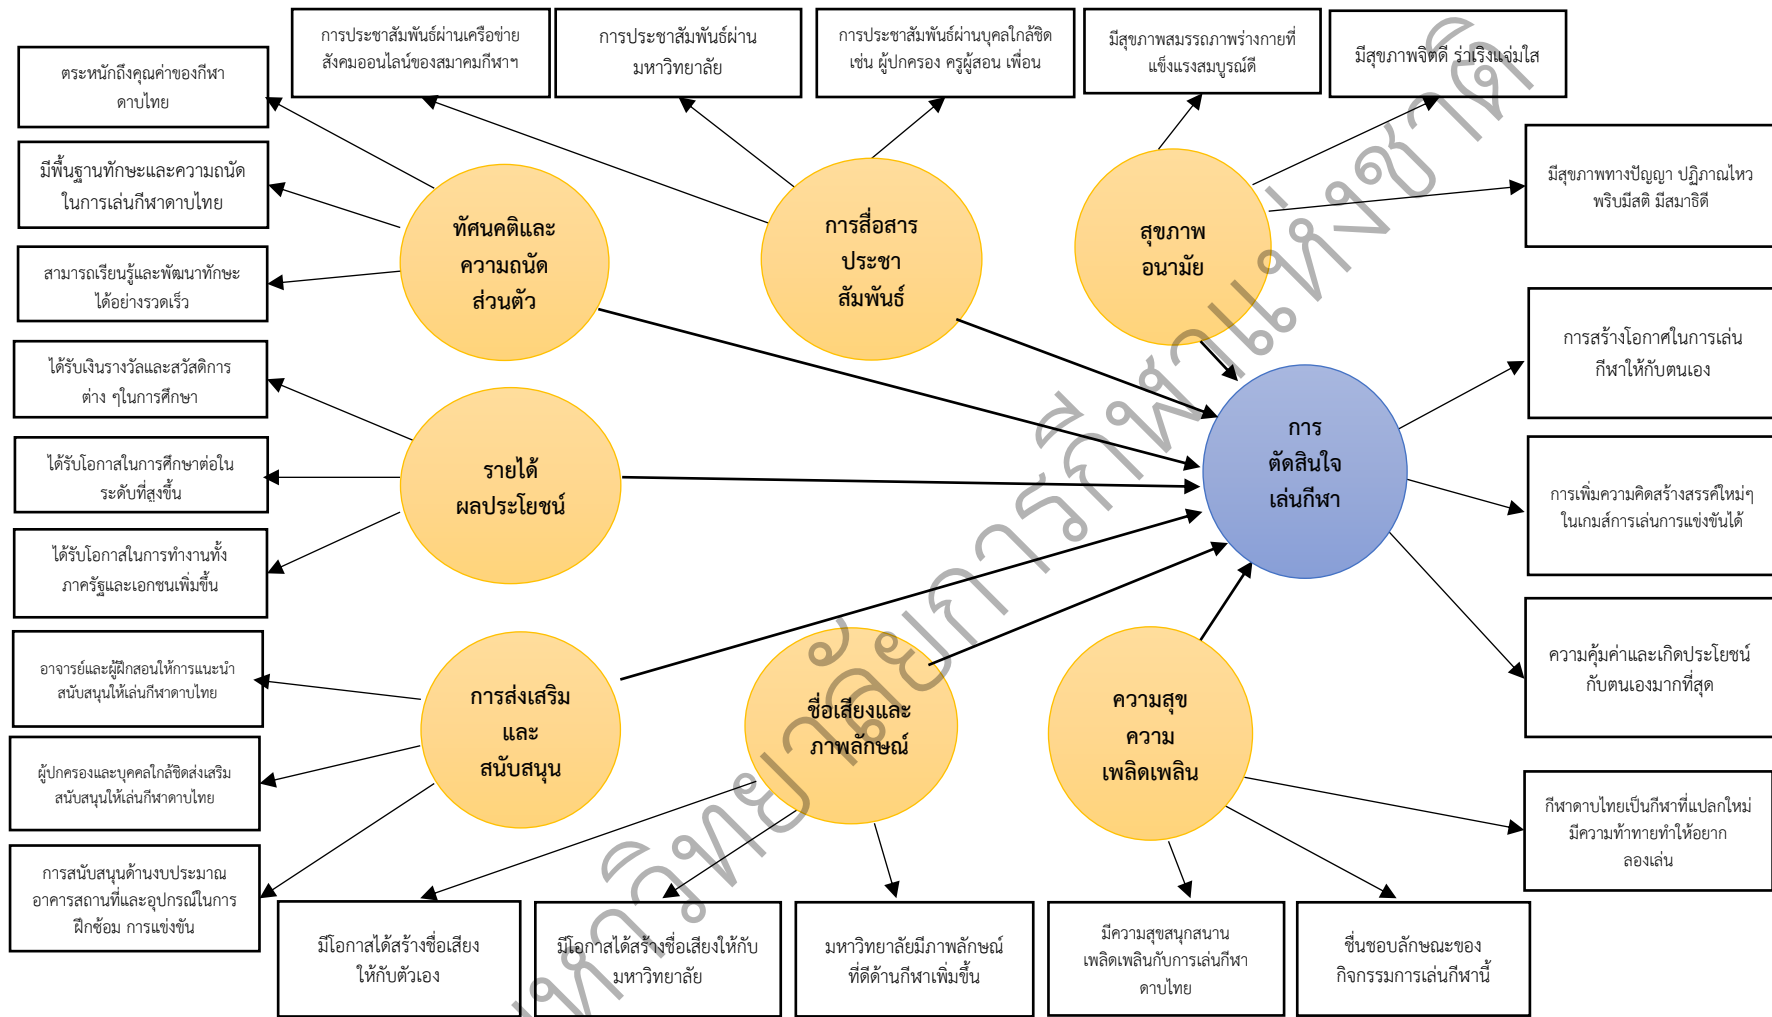 การประชาสัมพันธ์ผ่านเครือข่าย
สังคมออนไลน์ของสมาคมกีฬาฯ
การประชาสัมพันธ์ผ่าน
มหาวิทยาลัย
การประชาสัมพันธ์ผ่านบุคลใกล้ชิด
เช่น ผู้ปกครอง ครูผู้สอน เพื่อน
มีสุขภาพสมรรถภาพร่างกายที่
แข็งแรงสมบูรณ์ดี
มีสุขภาพจิตดี ร่าเริงแจ่มใส
ตระหนักถึงคุณค่าของกีฬา
ดาบไทย
มีพื้นฐานทักษะและความถนัด
ในการเล่นกีฬาดาบไทย
สามารถเรียนรู้และพัฒนาทักษะ
ได้อย่างรวดเร็ว
ทัศนคติและ
ความถนัด
ส่วนตัว
การสื่อสาร
ประชา
สัมพันธ์
สุขภาพ
อนามัย
มีสุขภาพทางปัญญา ปฏิภาณไหว
พริบมีสติ มีสมาธิดี
การสร้างโอกาศในการเล่น
กีฬาให้กับตนเอง
ได้รับเงินรางวัลและสวัสดิการ
ต่าง ๆในการศึกษา
ได้รับโอกาสในการศึกษาต่อใน
ระดับที่สูงขึ้น
ได้รับโอกาสในการทำงานทั้ง
ภาครัฐและเอกชนเพิ่มขึ้น
รายได้
ผลประโยชน์
การ
ตัดสินใจ
เล่นกีฬา
การเพิ่มความคิดสร้างสรรค์ใหม่ๆ
ในเกมส์การเล่นการแข่งขันได้
ความคุ้มค่าและเกิดประโยชน์
กับตนเองมากที่สุด
อาจารย์และผู้ฝึกสอนให้การแนะนำ
สนับสนุนให้เล่นกีฬาดาบไทย
ผู้ปกครองและบุคคลใกล้ชิดส่งเสริม
สนับสนุนให้เล่นกีฬาดาบไทย
การสนับสนุนด้านงบประมาณ
อาคารสถานที่และอุปกรณ์ในการ
ฝึกซ้อม การแข่งขัน
การส่งเสริม
และ
สนับสนุน
ชื่อเสียงและ
ภาพลักษณ์
ความสุข
ความ
เพลิดเพลิน
กีฬาดาบไทยเป็นกีฬาที่แปลกใหม่
มีความท้าทายทำให้อยาก
ลองเล่น
มีโอกาสได้สร้างชื่อเสียง
ให้กับตัวเอง
มีโอกาสได้สร้างชื่อเสียงให้กับ
มหาวิทยาลัย
มหาวิทยาลัยมีภาพลักษณ์
ที่ดีด้านกีฬาเพิ่มขึ้น
มีความสุขสนุกสนาน
เพลิดเพลินกับการเล่นกีฬา
ดาบไทย
ชื่นชอบลักษณะของ
กิจกรรมการเล่นกีฬานี้
มหาวิทยาลัยการกีฬาแห่งชาติ